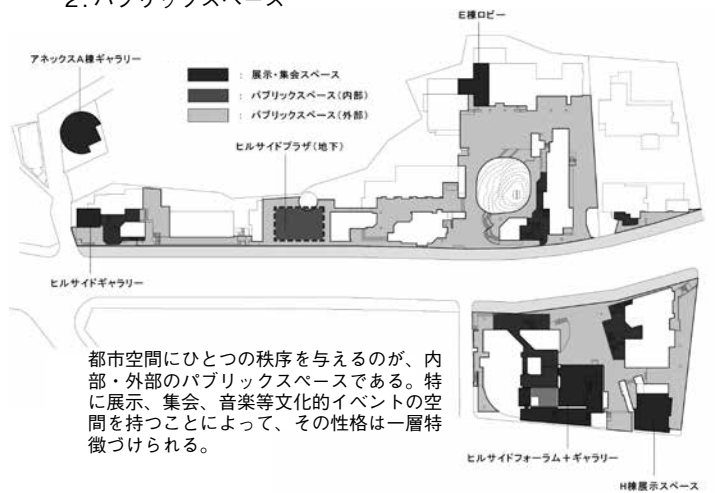 2. パブリックスペース
E棟ロビー
アネックスA棟ギャラリー
：展示・集会スペース
：パブリックスペース（内部）
：パブリックスペース（外部）
ヒルサイドプラザ（地下）
ヒルサイドギャラリー
都市空間にひとつの秩序を与えるのが、内
部・外部のパブリックスペースである。特
に展示、集会、音楽等文化的イベントの空
間を持つことによって、その性格は一層特
徴づけられる。
ヒルサイドフォーラム＋ギャラリー
H棟展示スペース